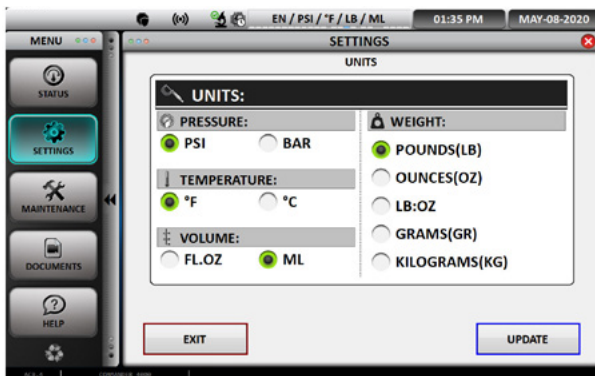 EN / PSI / °F / LB / ML 01:35 PM MAY-08-2020
MENU SETTINGS
UNITS
STATUS
SETTINGS
MAINTENANCE
DOCUMENTS
HELP
UNITS:
PRESSURE:
PSI BAR
TEMPERATURE:
°F °C
VOLUME:
FL.OZ ML
WEIGHT:
POUNDS(LB)
OUNCES(OZ)
LB:OZ
GRAMS(GR)
KILOGRAMS(KG)
EXIT UPDATE